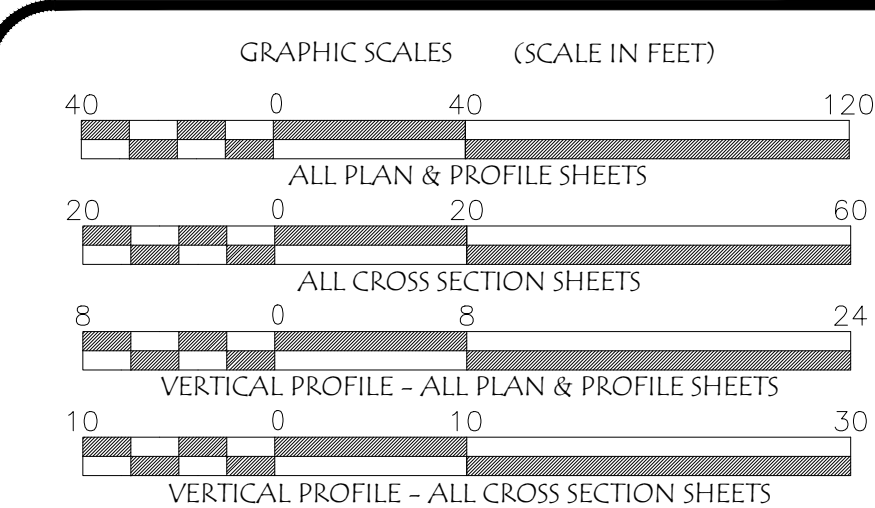 GRAPHIC SCALES (SCALE IN FEET)
40 0 40 120
ALL PLAN & PROFILE SHEETS
20 0 20 60
ALL CROSS SECTION SHEETS
8 0 8 24
VERTICAL PROFILE - ALL PLAN & PROFILE SHEETS
10 0 10 30
VERTICAL PROFILE - ALL CROSS SECTION SHEETS